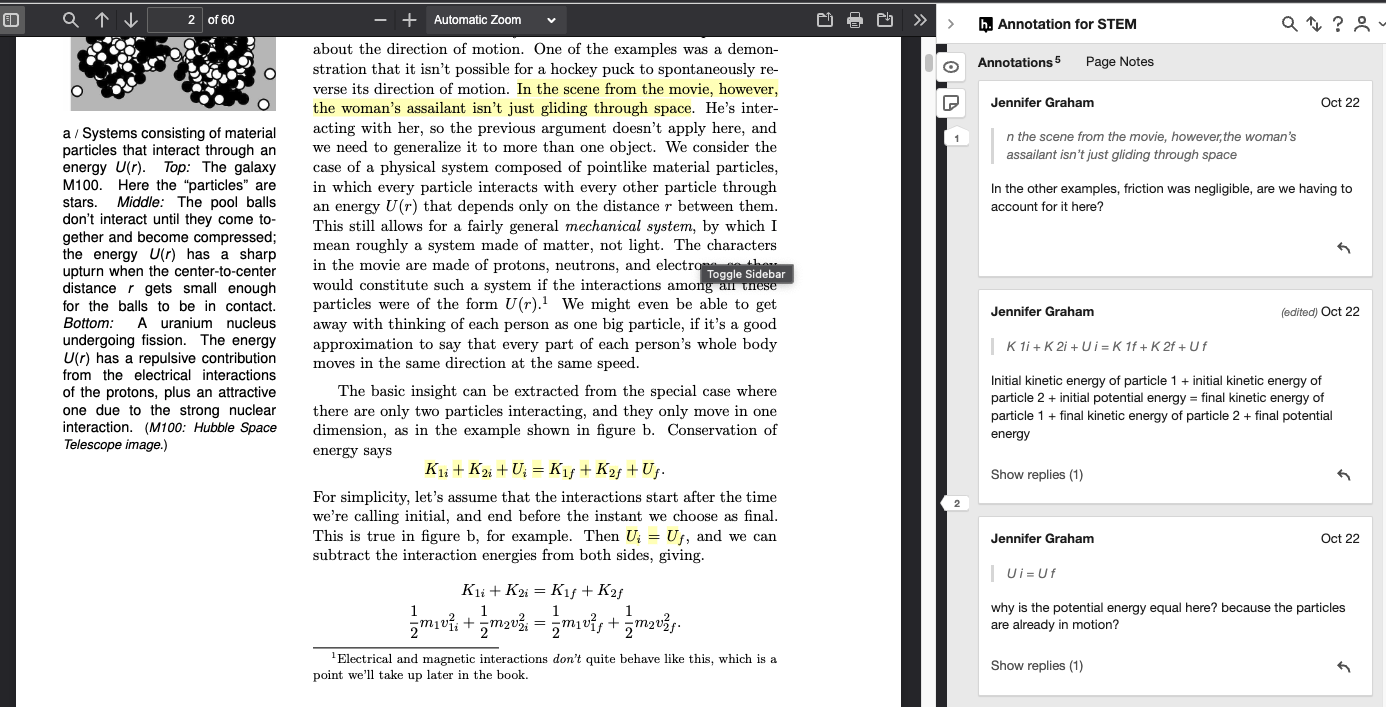 2 of 60
Automatic Zoom
a / Systems consisting of material
particles that interact through an
energy U(r). Top: The galaxy
M100. Here the “particles” are
stars. Middle: The pool balls
don’t interact until they come to-
gether and become compressed;
the energy U(r) has a sharp
upturn when the center-to-center
distance r gets small enough
for the balls to be in contact.
Bottom: A uranium nucleus
undergoing fission. The energy
U(r) has a repulsive contribution
from the electrical interactions
of the protons, plus an attractive
one due to the strong nuclear
interaction. (M100: Hubble Space
Telescope image.)
about the direction of motion. One of the examples was a demon-
stration that it isn’t possible for a hockey puck to spontaneously re-
verse its direction of motion. In the scene from the movie, however,
the woman’s assailant isn’t just gliding through space. He’s inter-
acting with her, so the previous argument doesn’t apply here, and
we need to generalize it to more than one object. We consider the
case of a physical system composed of pointlike material particles,
in which every particle interacts with every other particle through
an energy U(r) that depends only on the distance r between them.
This still allows for a fairly general mechanical system, by which I
mean roughly a system made of matter, not light. The characters
in the movie are made of protons, neutrons, and electrons, so they
Toggle Sidebar
would constitute such a system if the interactions among all these
particles were of the form U(r).¹ We might even be able to get
away with thinking of each person as one big particle, if it’s a good
approximation to say that every part of each person’s whole body
moves in the same direction at the same speed.
The basic insight can be extracted from the special case where
there are only two particles interacting, and they only move in one
dimension, as in the example shown in figure b. Conservation of
energy says
K₁ᵢ + K₂ᵢ + Uᵢ = K₁f + K₂f + Uf.
For simplicity, let’s assume that the interactions start after the time
we’re calling initial, and end before the instant we choose as final.
This is true in figure b, for example. Then Uᵢ = Uf, and we can
subtract the interaction energies from both sides, giving.
K₁ᵢ + K₂ᵢ = K₁f + K₂f
1/2 m₁v²₁ᵢ + 1/2 m₂v²₂ᵢ = 1/2 m₁v²₁f + 1/2 m₂v²₂f.
¹Electrical and magnetic interactions don’t quite behave like this, which is a
point we’ll take up later in the book.
h. Annotation for STEM
Annotations 5 Page Notes
1
2
Jennifer Graham Oct 22
n the scene from the movie, however,the woman’s
assailant isn’t just gliding through space
In the other examples, friction was negligible, are we having to
account for it here?
Jennifer Graham (edited) Oct 22
K 1i + K 2i + U i = K 1f + K 2f + U f
Initial kinetic energy of particle 1 + initial kinetic energy of
particle 2 + initial potential energy = final kinetic energy of
particle 1 + final kinetic energy of particle 2 + final potential
energy
Show replies (1)
Jennifer Graham Oct 22
U i = U f
why is the potential energy equal here? because the particles
are already in motion?
Show replies (1)